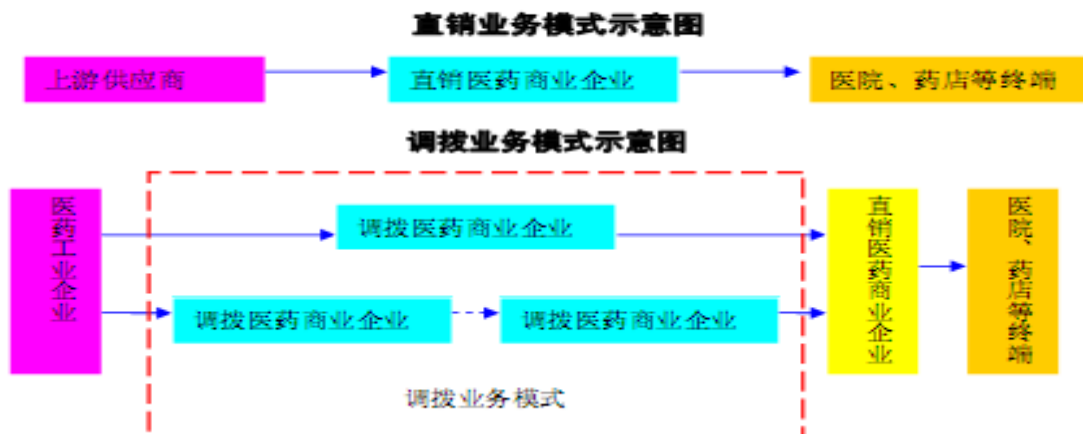 直销业务模式示意图
上游供应商
直销医药商业企业
医院、药店等终端
调拨业务模式示意图
医药工业企业
调拨医药商业企业
调拨医药商业企业
调拨医药商业企业
直销医药商业企业
医院、药店等终端
调拨业务模式